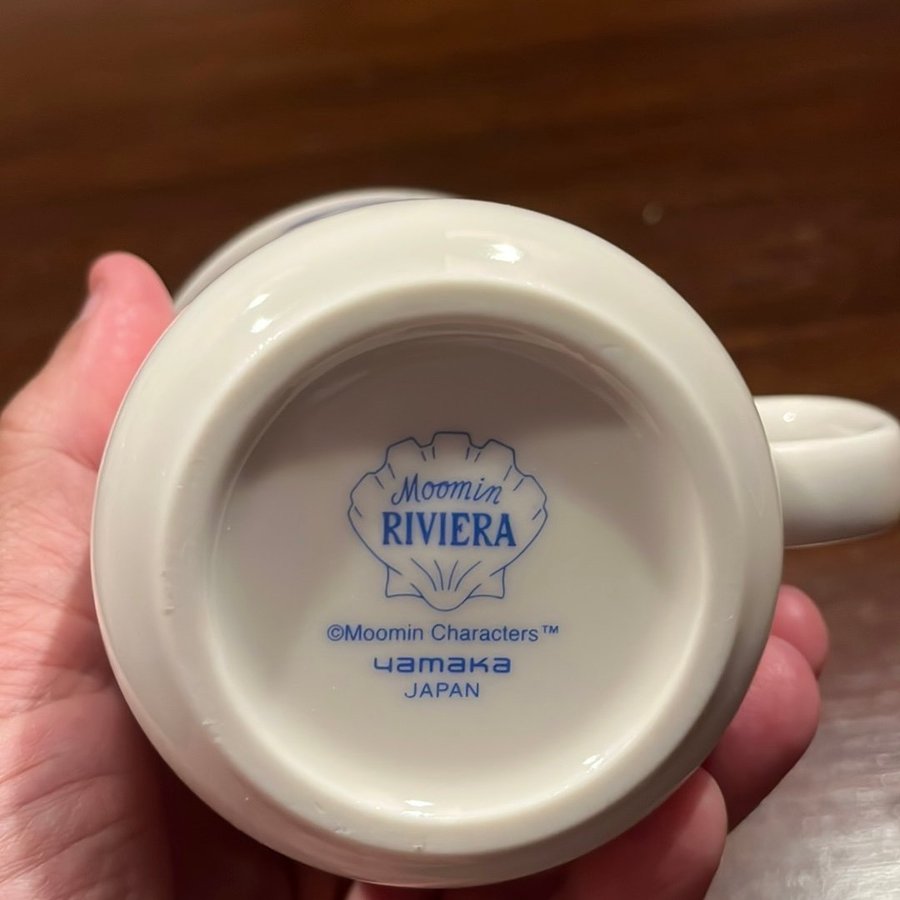 Moomin
RIVIERA
©Moomin Characters™
yamaka
JAPAN